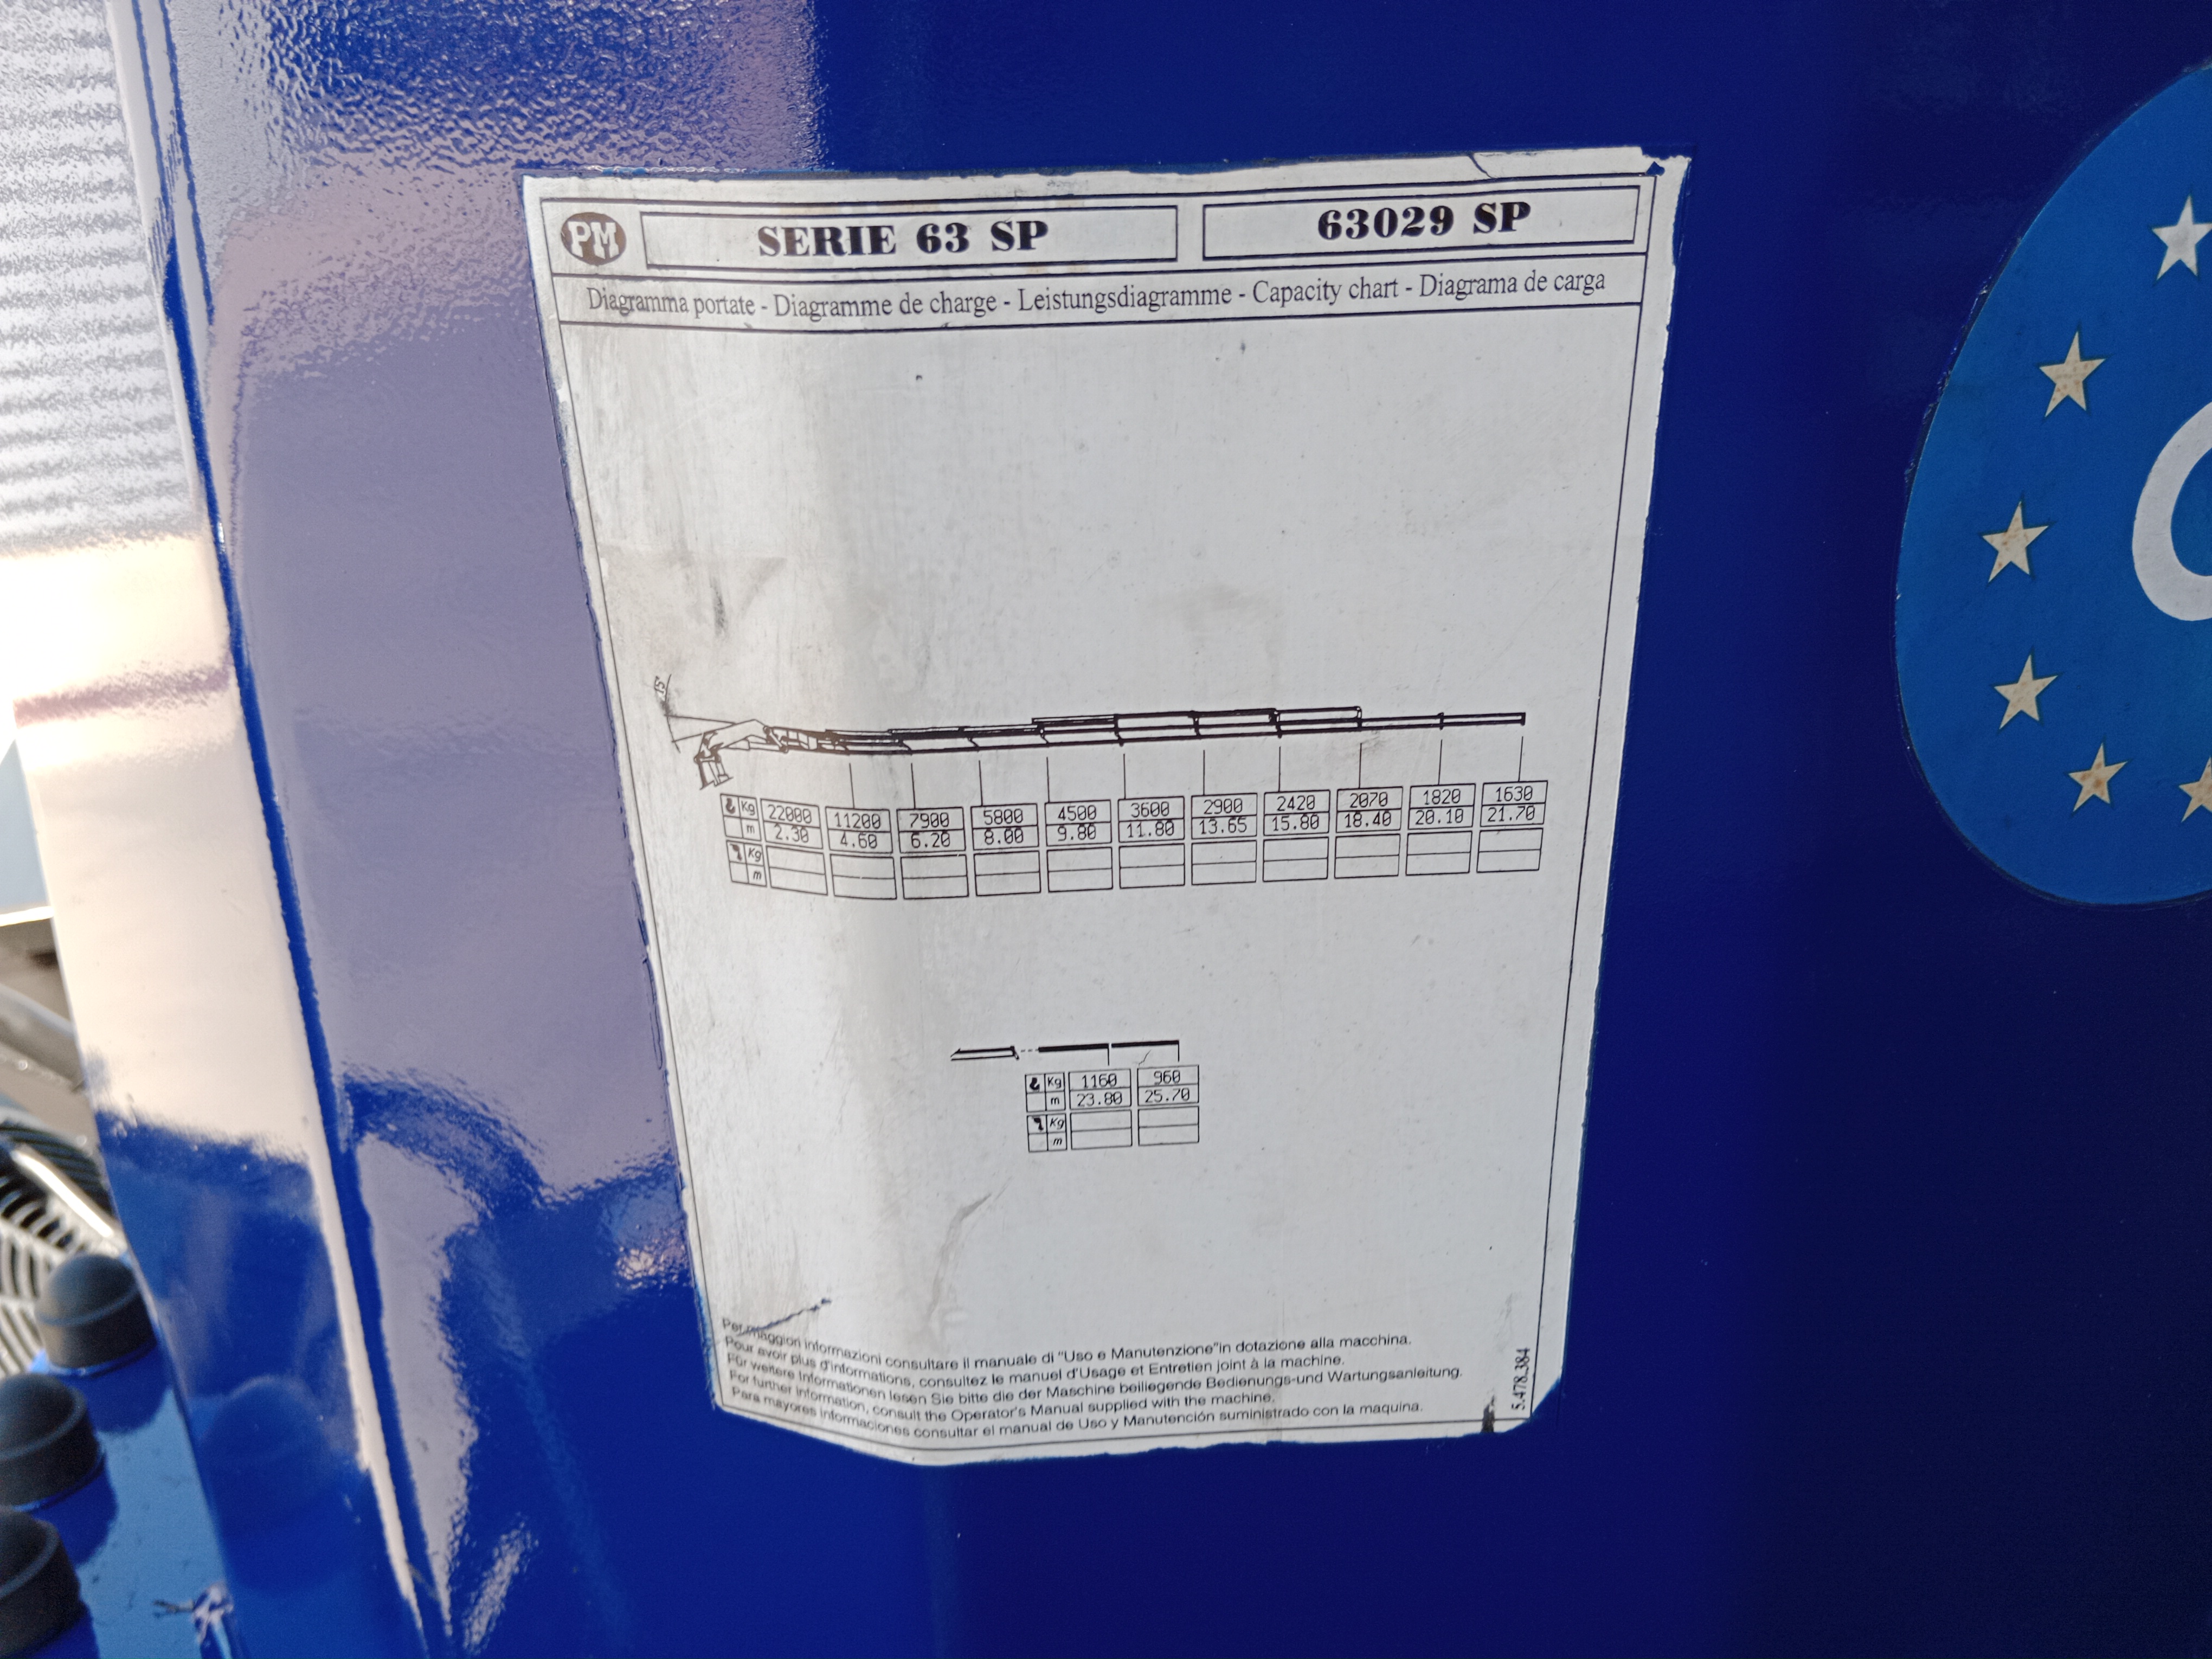 PM SERIE 63 SP 63029 SP
Diagramma portate - Diagramme de charge - Leistungsdiagramme - Capacity chart - Diagrama de carga
15°
Kg 22000 11200 7900 5800 4500 3600 2900 2420 2070 1820 1630
m 2.30 4.60 6.20 8.00 9.80 11.80 13.65 15.80 18.40 20.10 21.70
Kg
m
Kg 1160 960
m 23.80 25.70
Kg
m
Per maggiori informazioni consultare il manuale di "Uso e Manutenzione"in dotazione alla macchina.
Pour avoir plus d'informations, consultez le manuel d'Usage et Entretien joint à la machine.
Für weitere Informationen lesen Sie bitte die der Maschine beiliegende Bedienungs-und Wartungsanleitung.
For further information, consult the Operator's Manual supplied with the machine.
Para mayores informaciones consultar el manual de Uso y Manutención suministrado con la maquina.
5.478.384